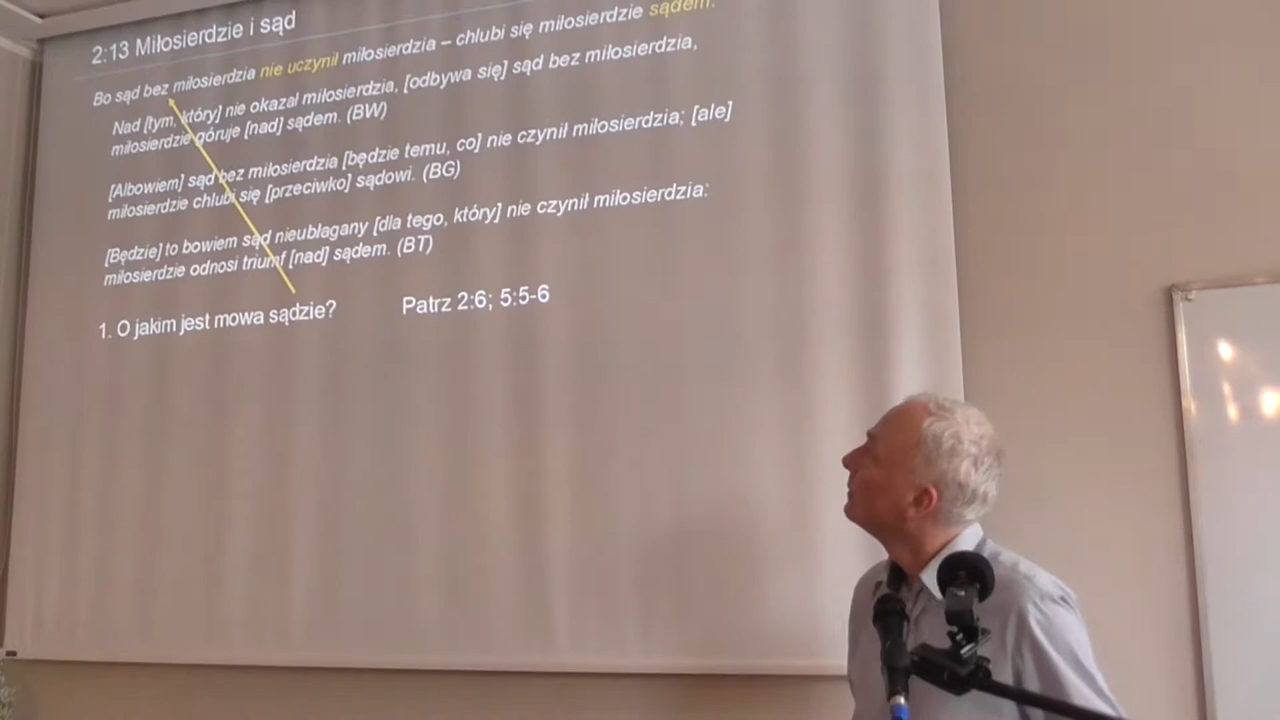 2:13 Miłosierdzie i sąd
Bo sąd bez miłosierdzia nie uczynił miłosierdzia – chlubi się miłosierdzie sądem.
Nad [tym, który] nie okazał miłosierdzia, [odbywa się] sąd bez miłosierdzia,
miłosierdzie góruje [nad] sądem. (BW)
[Albowiem] sąd bez miłosierdzia [będzie temu, co] nie czynił miłosierdzia; [ale]
miłosierdzie chlubi się [przeciwko] sądowi. (BG)
[Będzie] to bowiem sąd nieubłagany [dla tego, który] nie czynił miłosierdzia:
miłosierdzie odnosi triumf [nad] sądem. (BT)
1. O jakim jest mowa sądzie? Patrz 2:6; 5:5-6